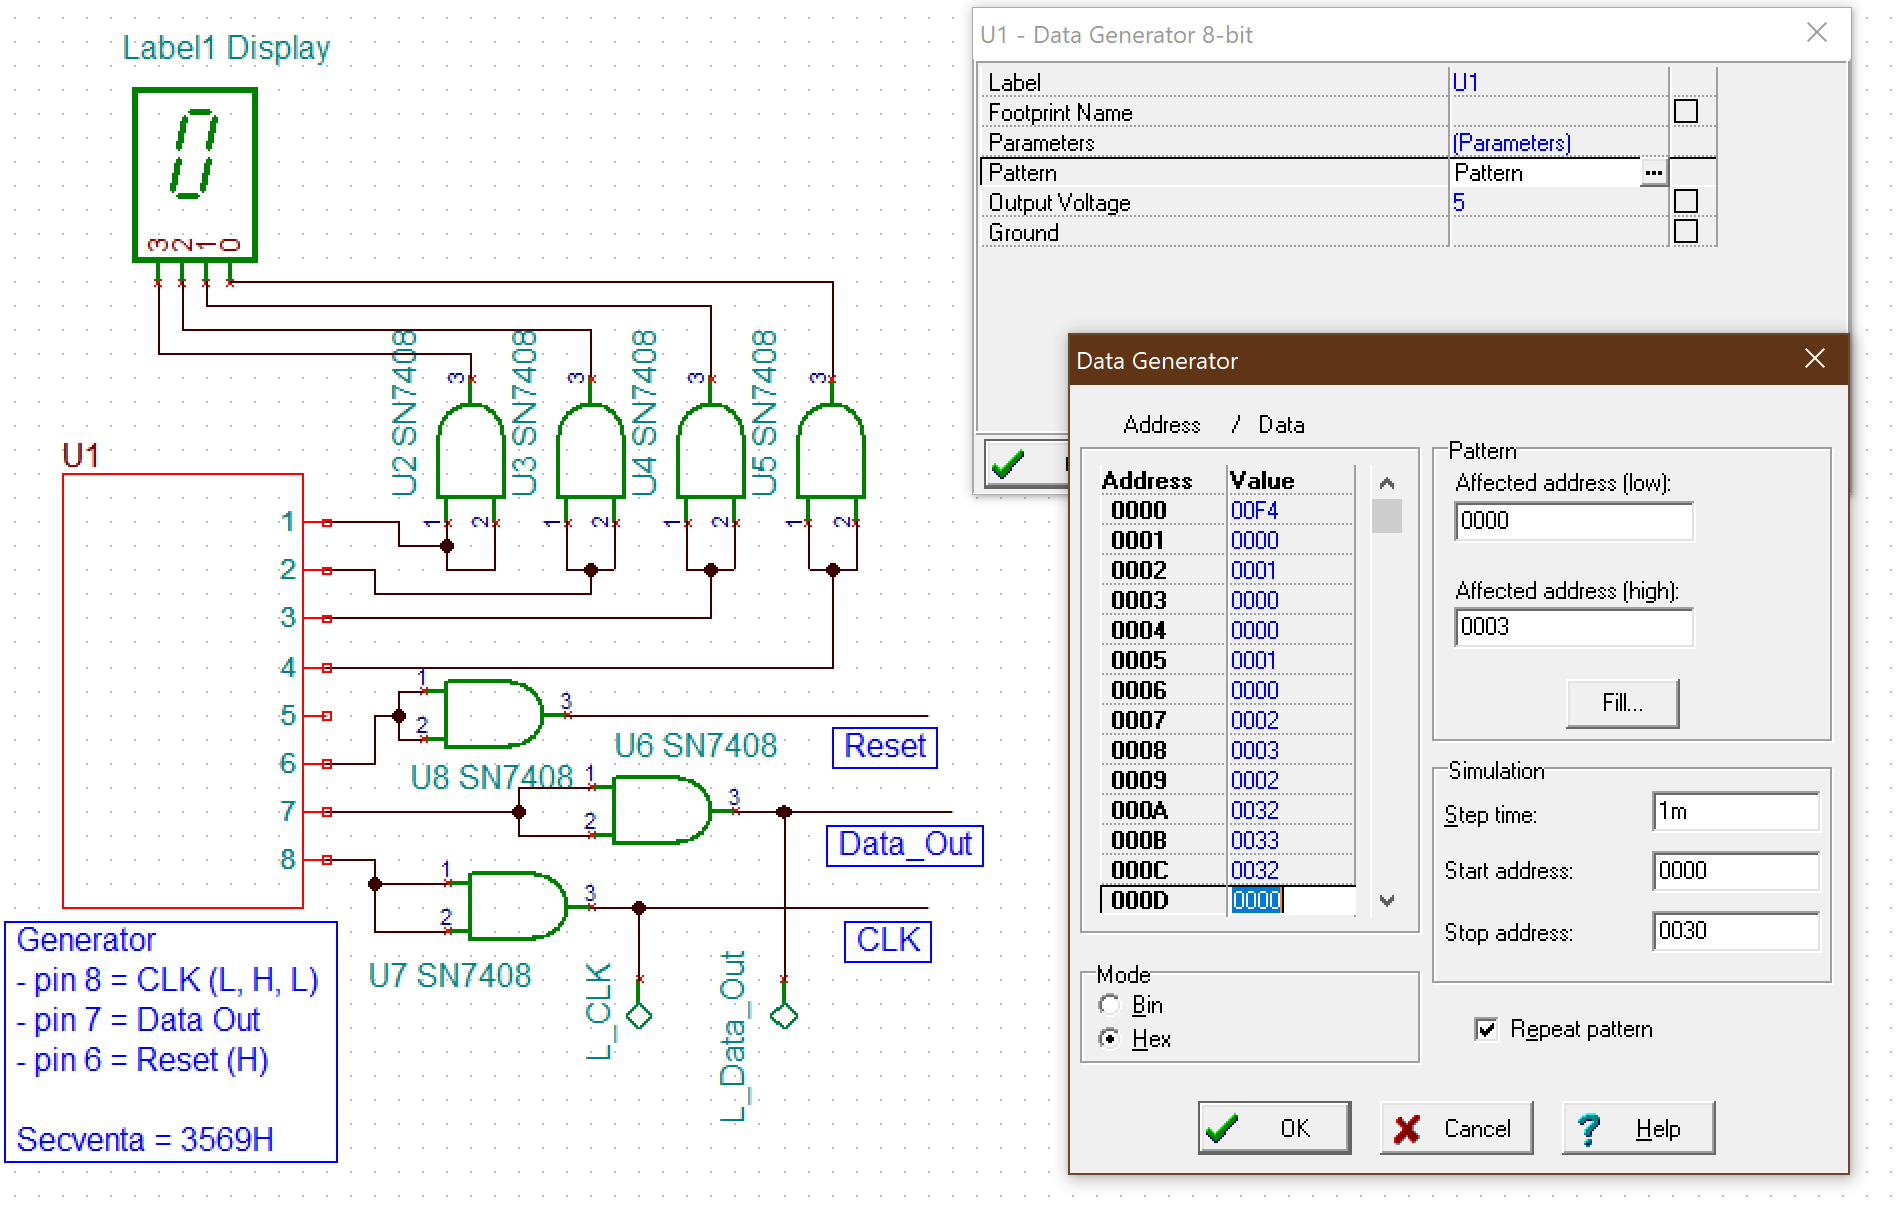 Label1 Display
3 2 1 0
U2 SN7408
U3 SN7408
U4 SN7408
U5 SN7408
3
3
3
3
1 2
1 2
1 2
1 2
U1
1
2
3
4
5
6
7
8
1
2
3
U6 SN7408
Reset
U8 SN7408
1
2
3
Data_Out
1
2
3
CLK
U7 SN7408
L_CLK
L_Data_Out
Generator
- pin 8 = CLK (L, H, L)
- pin 7 = Data Out
- pin 6 = Reset (H)
Secventa = 3569H
U1 - Data Generator 8-bit
Label U1
Footprint Name
Parameters (Parameters)
Pattern Pattern ...
Output Voltage 5
Ground
Data Generator
Address / Data
Address Value
0000 00F4
0001 0000
0002 0001
0003 0000
0004 0000
0005 0001
0006 0000
0007 0002
0008 0003
0009 0002
000A 0032
000B 0033
000C 0032
000D 0000
Pattern
Affected address (low):
0000
Affected address (high):
0003
Fill...
Simulation
Step time: 1m
Start address: 0000
Stop address: 0030
Mode
Bin
Hex
Repeat pattern
OK
Cancel
Help